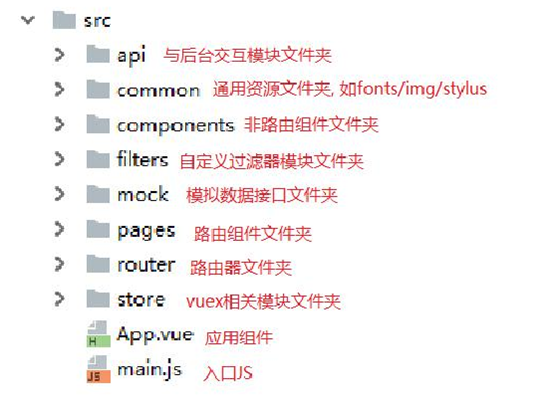 src
api 与后台交互模块文件夹
common 通用资源文件夹, 如fonts/img/stylus
components 非路由组件文件夹
filters 自定义过滤器模块文件夹
mock 模拟数据接口文件夹
pages 路由组件文件夹
router 路由器文件夹
store vuex相关模块文件夹
H App.vue 应用组件
JS main.js 入口JS